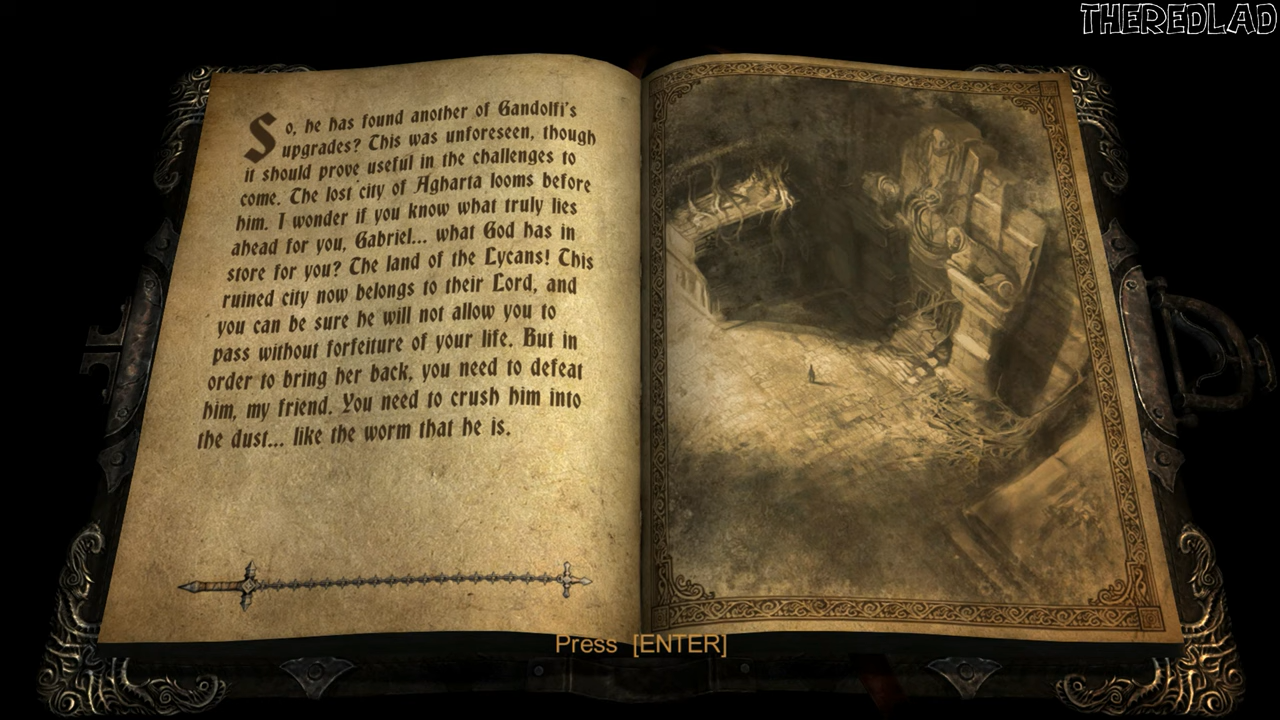 THEREDLAD
So, he has found another of Gandolfi's
upgrades? This was unforeseen, though
it should prove useful in the challenges to
come. The lost city of Agharta looms before
him. I wonder if you know what truly lies
ahead for you, Gabriel... what God has in
store for you? The land of the Lycans! This
ruined city now belongs to their Lord, and
you can be sure he will not allow you to
pass without forfeiture of your life. But in
order to bring her back, you need to defeat
him, my friend. You need to crush him into
the dust... like the worm that he is.
Press [ENTER]